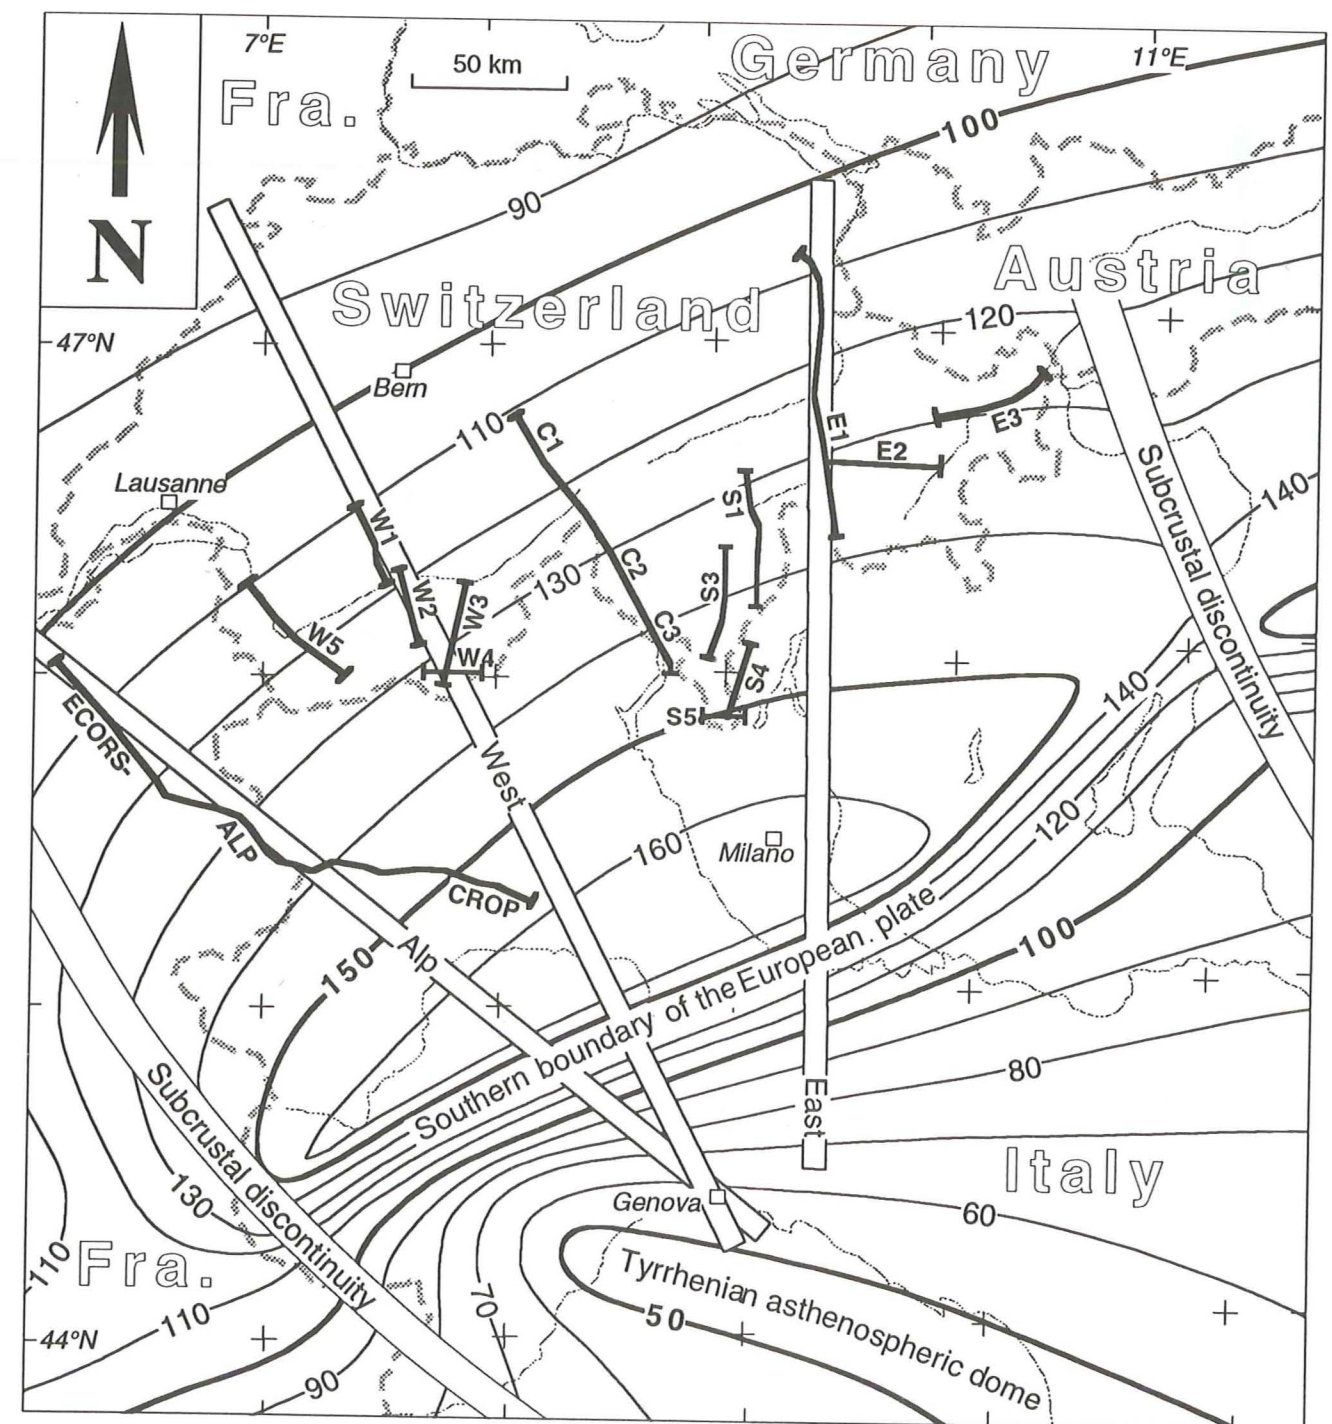 7°E
50 km
Germany
11°E
Fra.
100
N
90
Austria
Switzerland
120
47°N
Bern
110
C1
E1
E3
E2
Lausanne
Subcrustal discontinuity
S1
140
W1
C2
130
S3
W2
W3
W5
C3
W4
S4
140
ECORS-
S5
West
120
ALP
160
Milano
CROP
Southern boundary of the European. plate
100
Alp.
150
80
East
Subcrustal discontinuity
Italy
130
Genova
60
110
Fra.
Tyrrhenian asthenospheric dome
70
50
110
44°N
90